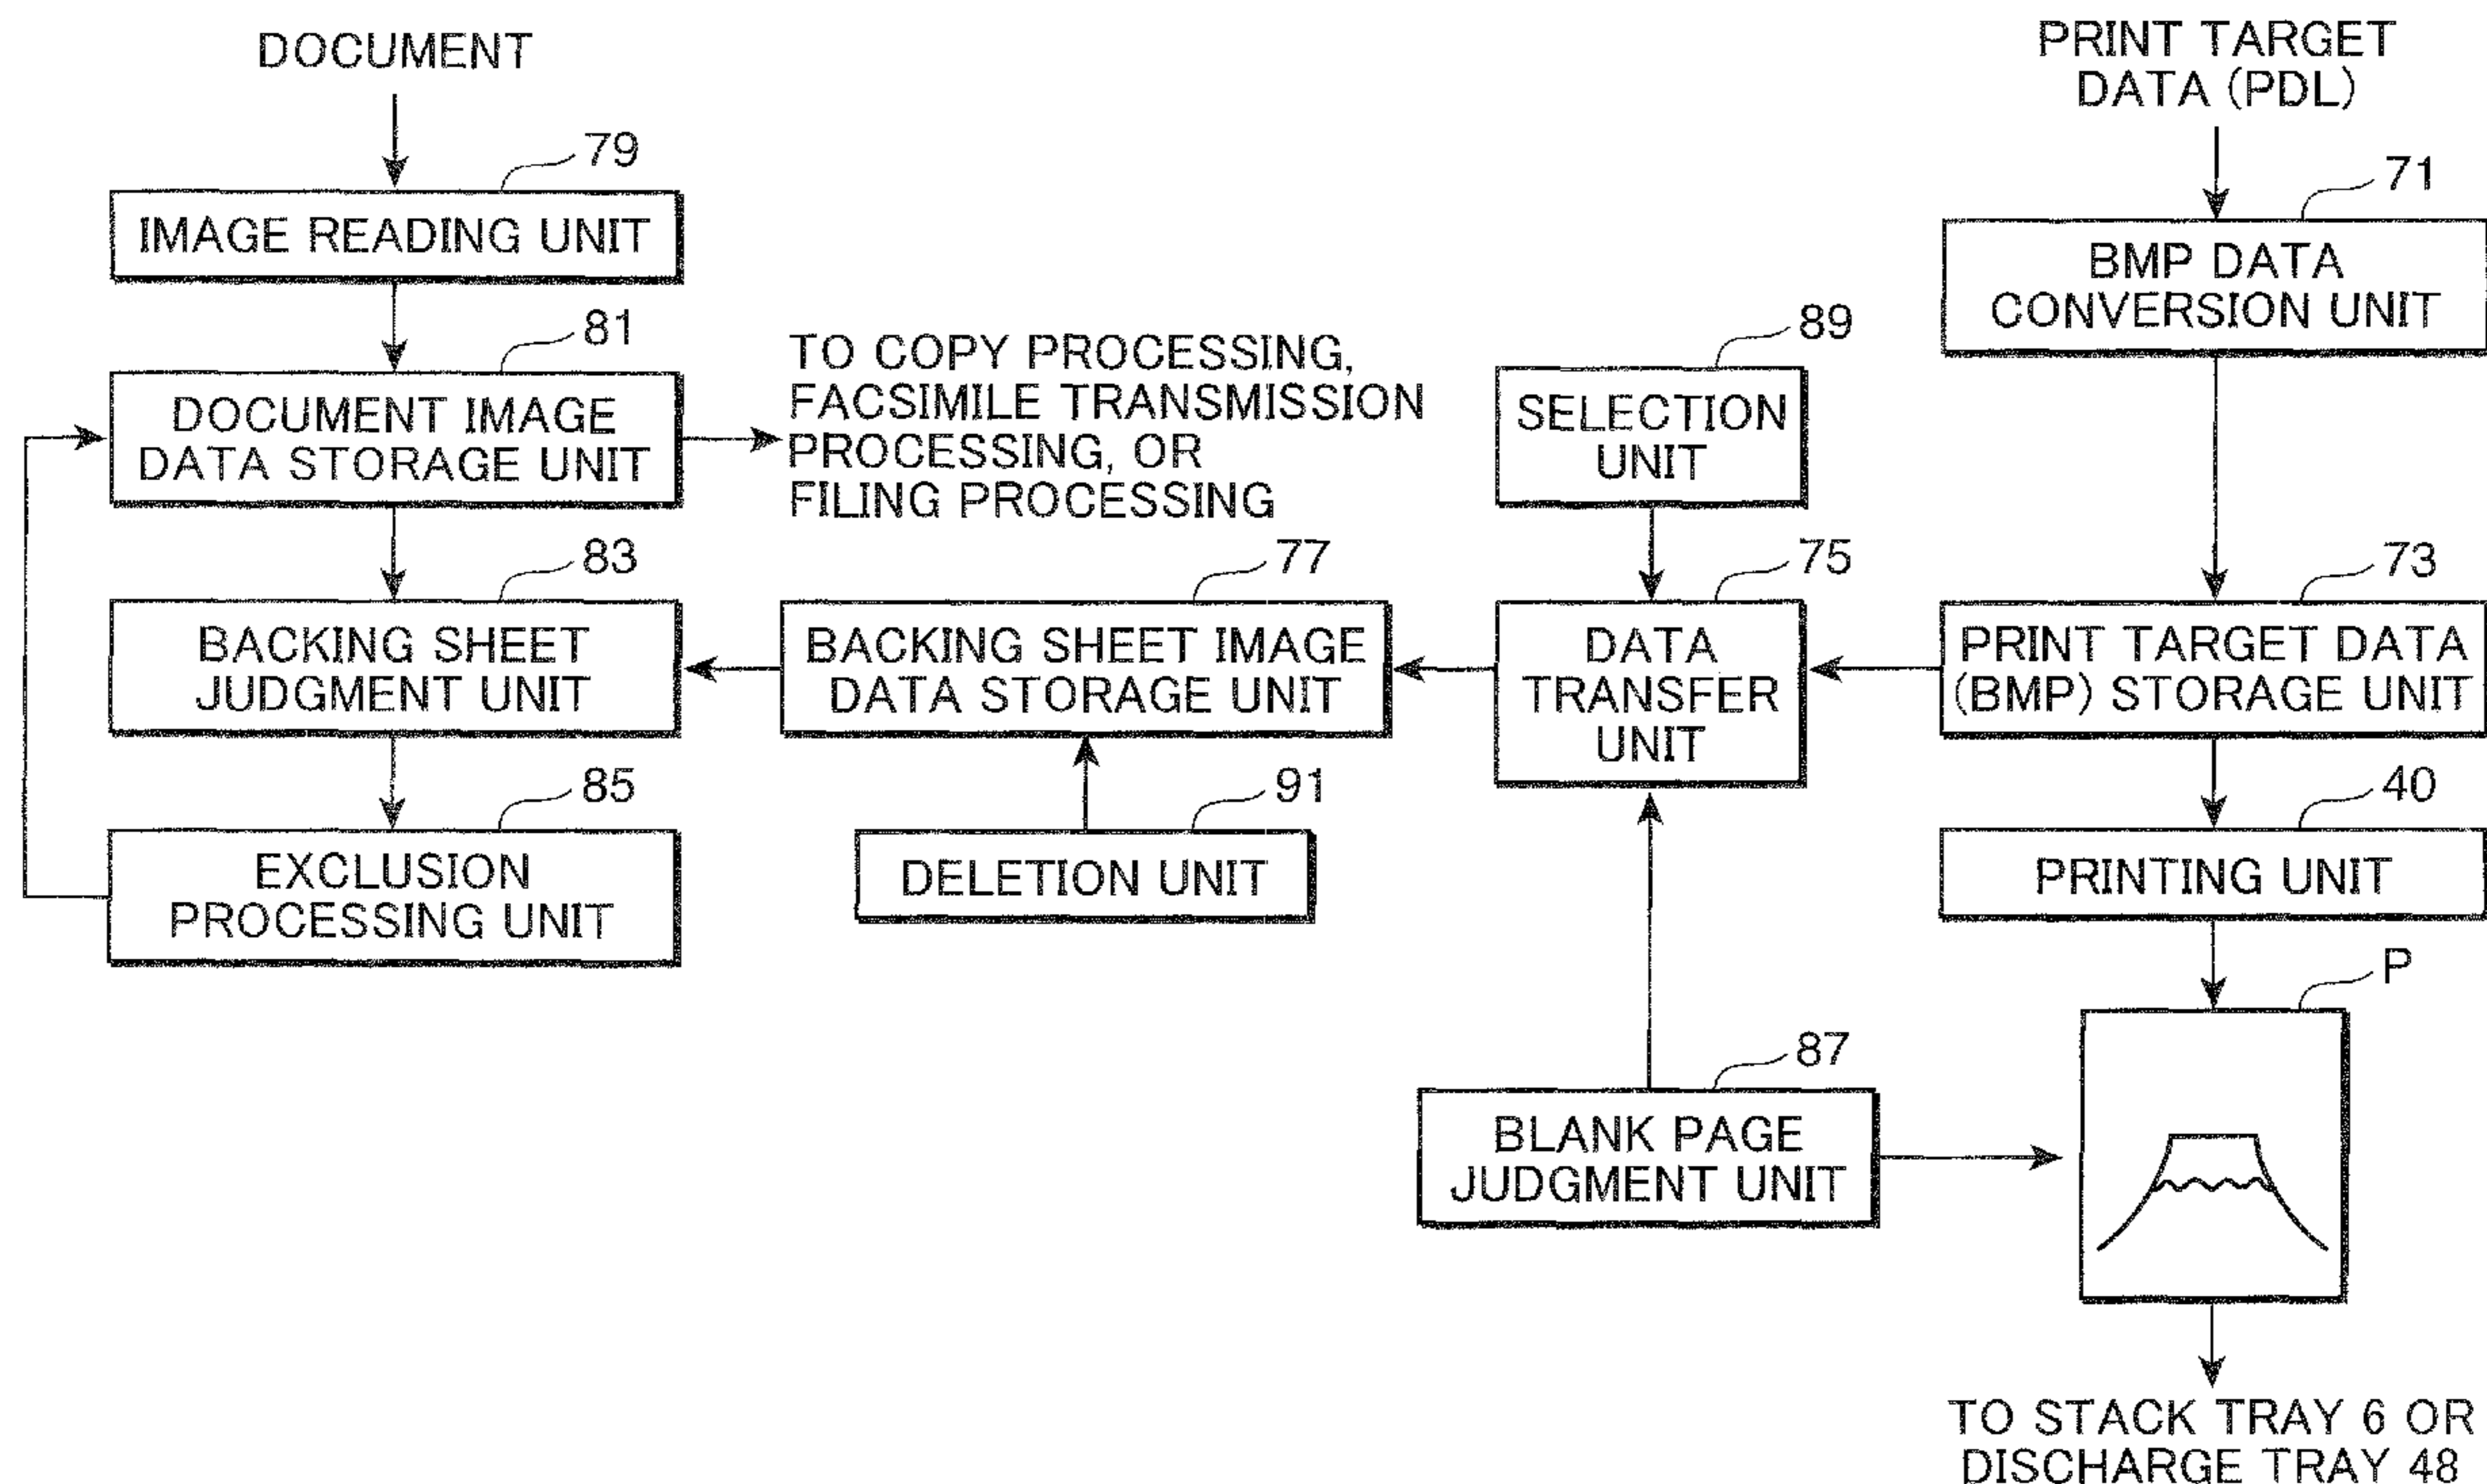 DOCUMENT
79
IMAGE READING UNIT
81
DOCUMENT IMAGE
DATA STORAGE UNIT
TO COPY PROCESSING,
FACSIMILE TRANSMISSION
PROCESSING, OR
FILING PROCESSING
83
BACKING SHEET
JUDGMENT UNIT
85
EXCLUSION
PROCESSING UNIT
77
BACKING SHEET IMAGE
DATA STORAGE UNIT
91
DELETION UNIT
89
SELECTION
UNIT
75
DATA
TRANSFER
UNIT
87
BLANK PAGE
JUDGMENT UNIT
PRINT TARGET
DATA (PDL)
71
BMP DATA
CONVERSION UNIT
73
PRINT TARGET DATA
(BMP) STORAGE UNIT
40
PRINTING UNIT
P
TO STACK TRAY 6 OR
DISCHARGE TRAY 48